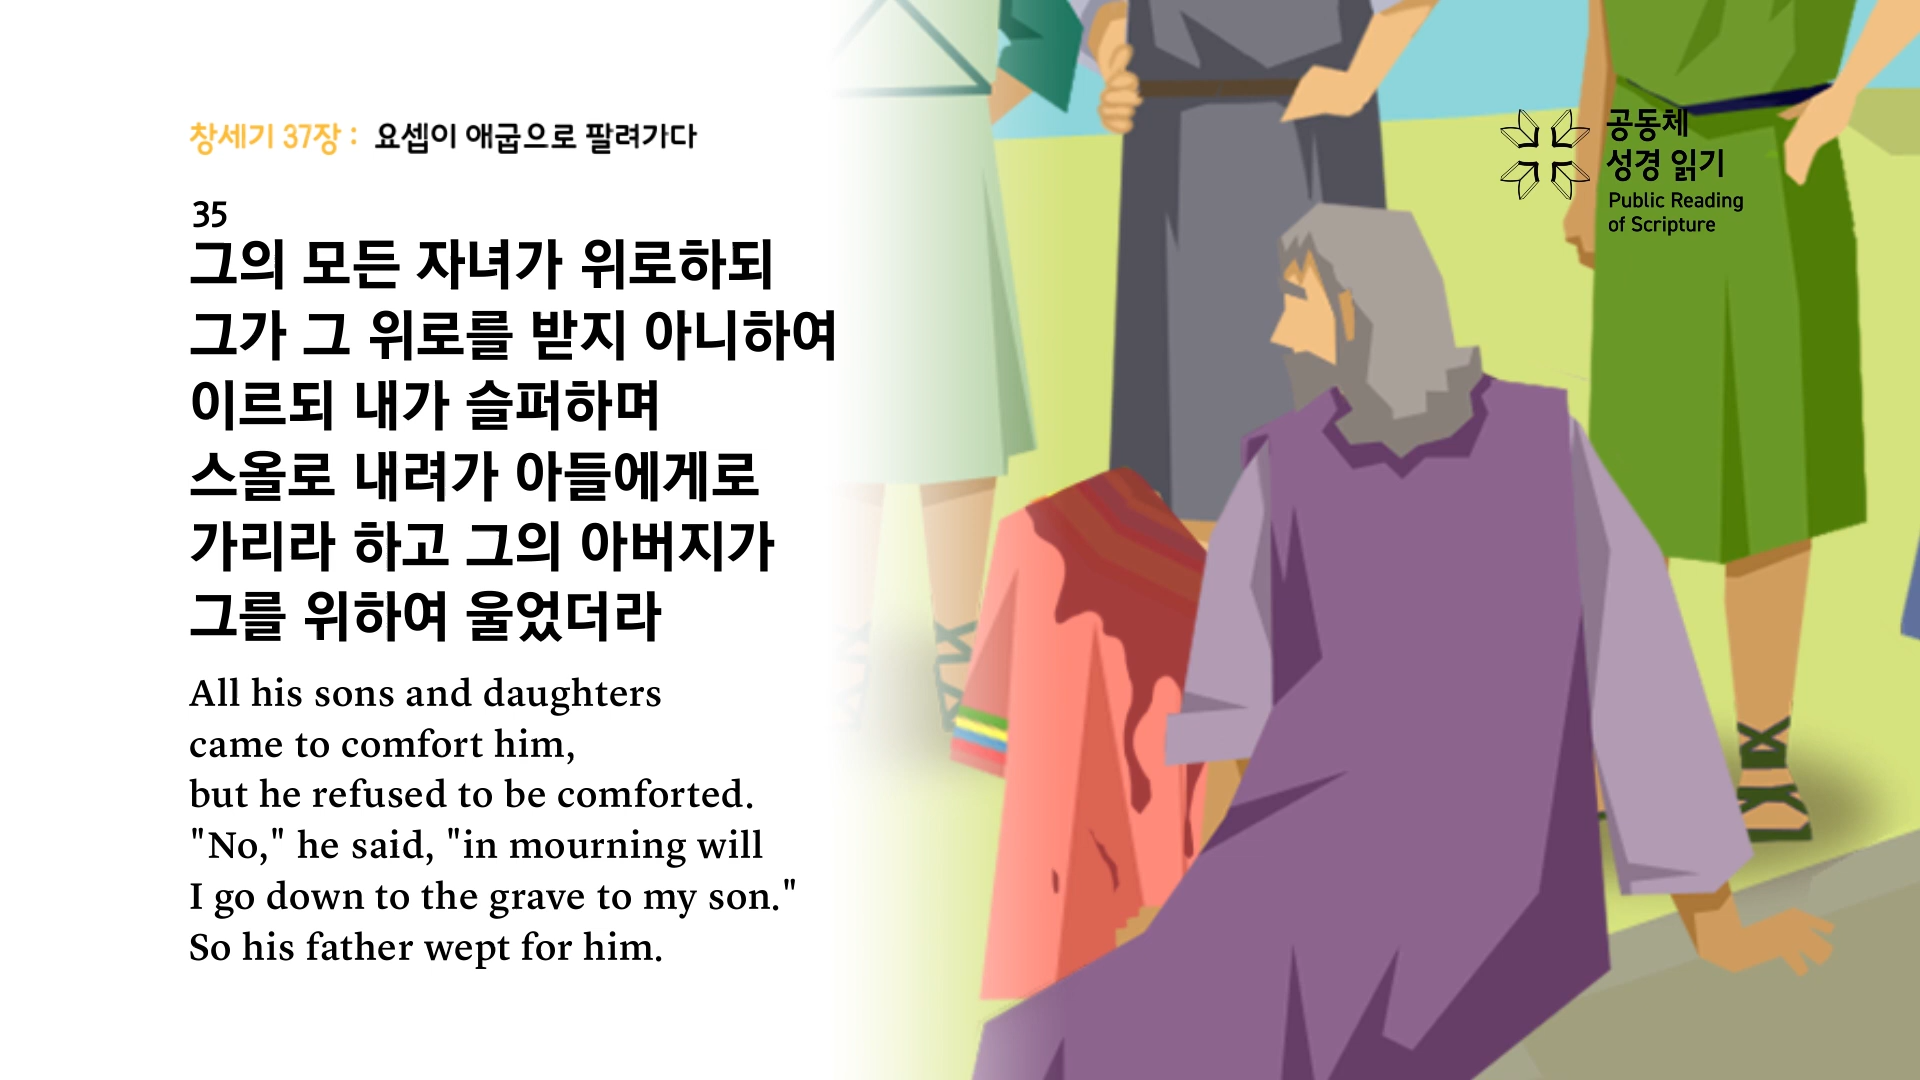 창세기 37장 : 요셉이 애굽으로 팔려가다
공동체
성경 읽기
Public Reading
of Scripture
35
그의 모든 자녀가 위로하되
그가 그 위로를 받지 아니하여
이르되 내가 슬퍼하며
스올로 내려가 아들에게로
가리라 하고 그의 아버지가
그를 위하여 울었더라
All his sons and daughters
came to comfort him,
but he refused to be comforted.
"No," he said, "in mourning will
I go down to the grave to my son."
So his father wept for him.